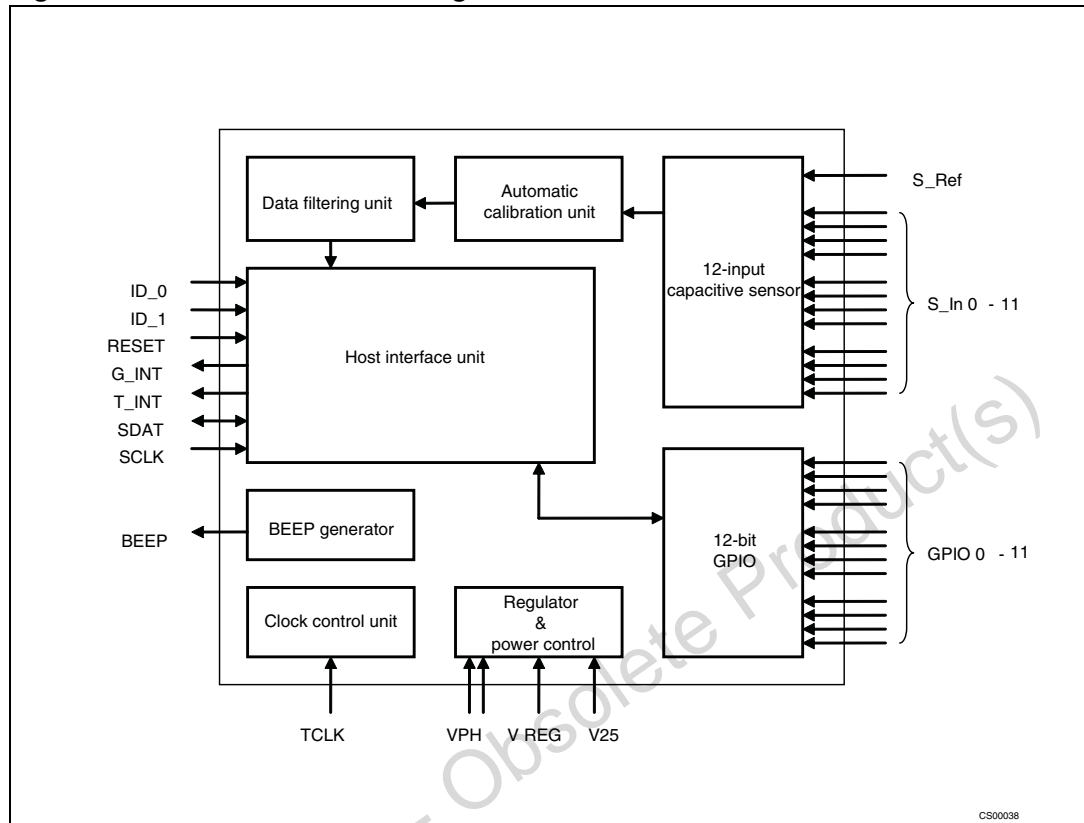 Data filtering unit
Automatic
calibration unit
12-input
capacitive sensor
S_Ref
S_In 0 - 11
ID_0
ID_1
RESET
G_INT
T_INT
SDAT
SCLK
Host interface unit
BEEP
BEEP generator
12-bit
GPIO
GPIO 0 - 11
Clock control unit
Regulator
&
power control
TCLK
VPH
V REG
V25
- Obsolete Product(s)
CS00038